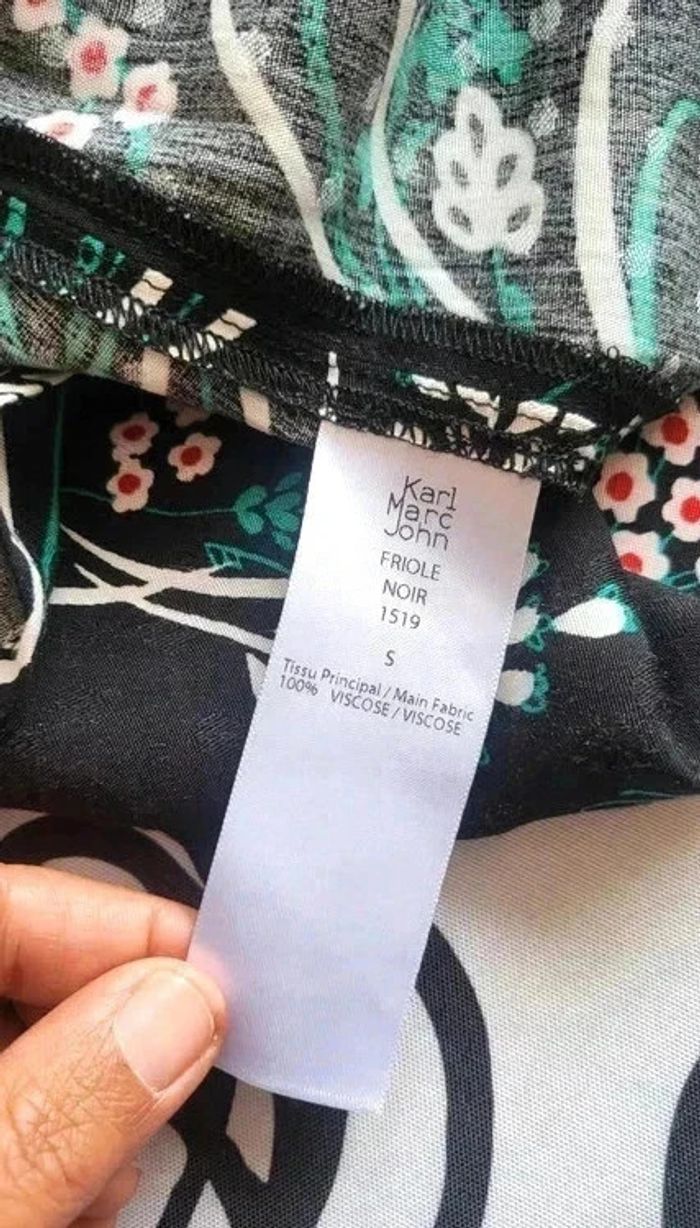 Karl
Marc
John
FRIOLE
NOIR
1519
S
Tissu Principal / Main Fabric
100% VISCOSE / VISCOSE